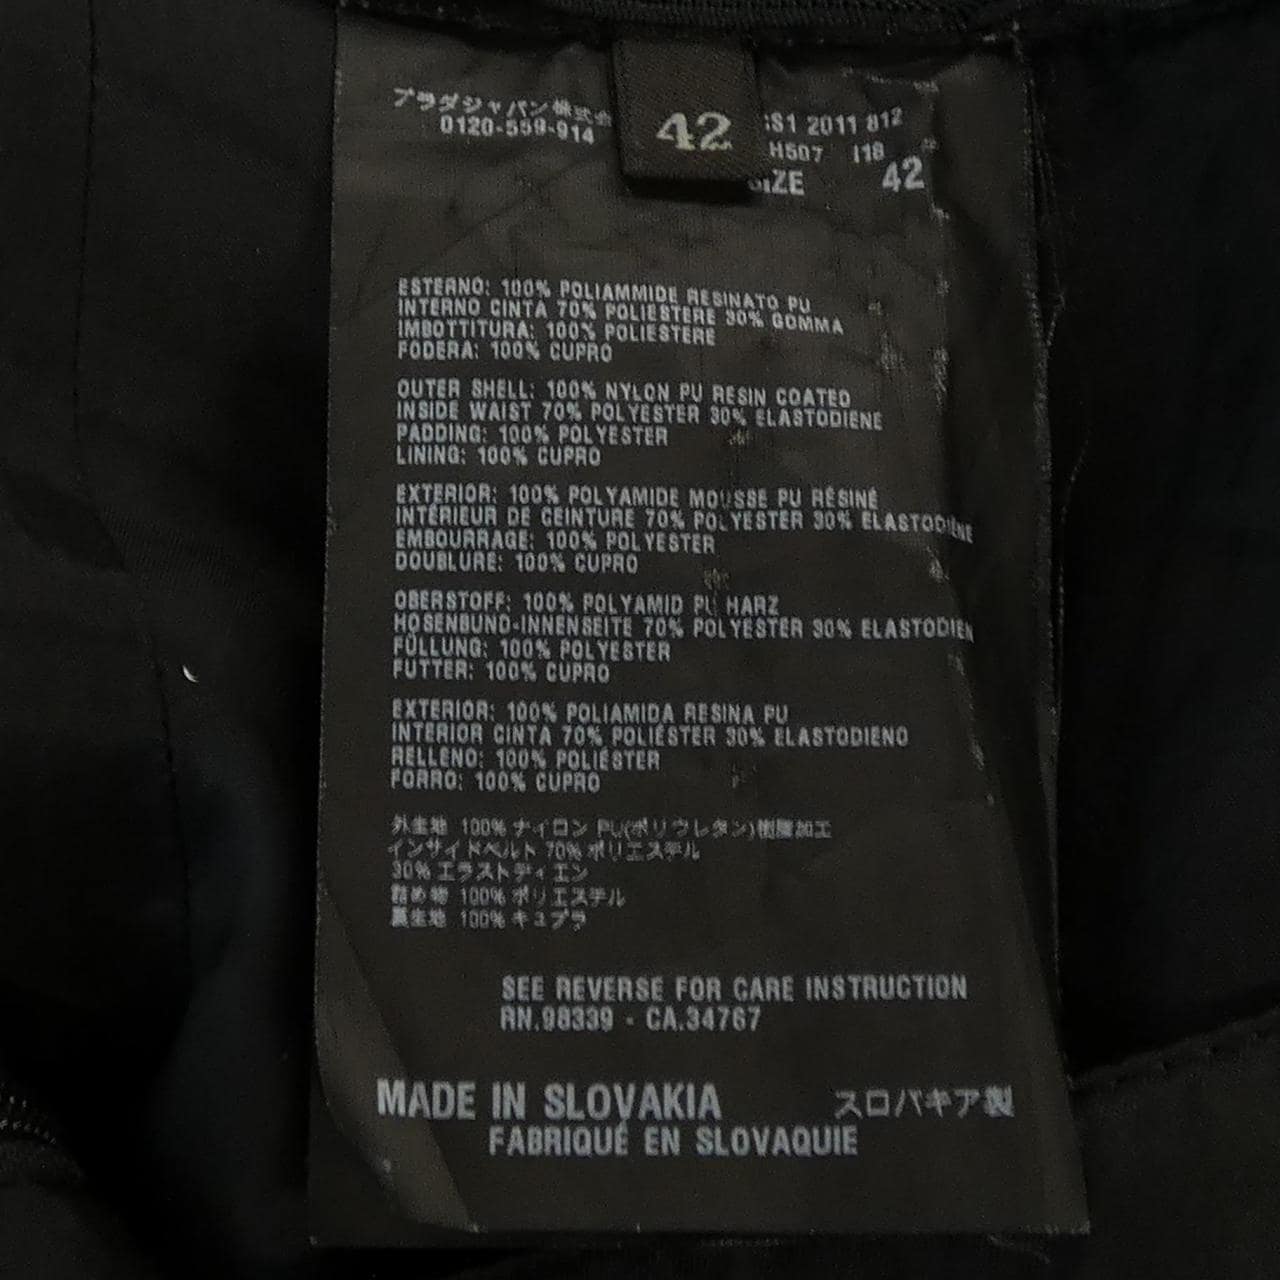 プラダジャパン株式会
0120-559-914
42
S1 2011 812
H507 118
SIZE 42
ESTERNO: 100% POLIAMMIDE RESINATO PU
INTERNO CINTA 70% POLIESTERE 30% GOMMA
IMBOTTITURA: 100% POLIESTERE
FODERA: 100% CUPRO
OUTER SHELL: 100% NYLON PU RESIN COATED
INSIDE WAIST 70% POLYESTER 30% ELASTODIENE
PADDING: 100% POLYESTER
LINING: 100% CUPRO
EXTERIOR: 100% POLYAMIDE MOUSSE PU RÉSINÉ
INTÉRIEUR DE CEINTURE 70% POLYESTER 30% ELASTODIÈNE
EMBOURRAGE: 100% POLYESTER
DOUBLURE: 100% CUPRO
OBERSTOFF: 100% POLYAMID PU HARZ
HOSENBUND-INNENSEITE 70% POLYESTER 30% ELASTODIEN
FÜLLUNG: 100% POLYESTER
FUTTER: 100% CUPRO
EXTERIOR: 100% POLIAMIDA RESINA PU
INTERIOR CINTA 70% POLIÉSTER 30% ELASTODIENO
RELLENO: 100% POLIÉSTER
FORRO: 100% CUPRO
外生地 100% ナイロン PU(ポリウレタン)樹脂加工
インサイドベルト 70% ポリエステル
30% エラストディエン
詰め物 100% ポリエステル
裏生地 100% キュプラ
SEE REVERSE FOR CARE INSTRUCTION
RN.98339 - CA.34767
MADE IN SLOVAKIA スロバキア製
FABRIQUÉ EN SLOVAQUIE